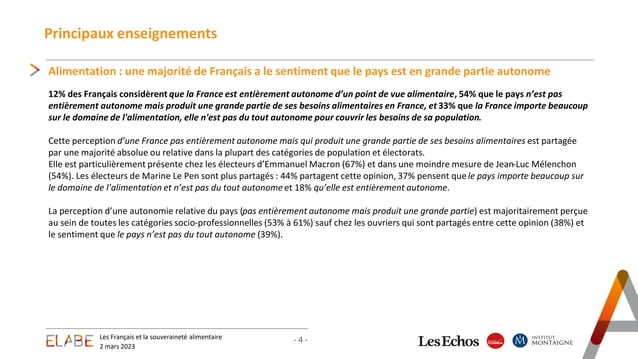 Principaux enseignements
Alimentation : une majorité de Français a le sentiment que le pays est en grande partie autonome
12% des Français considèrent que la France est entièrement autonome d'un point de vue alimentaire, 54% que le pays n'est pas
entièrement autonome mais produit une grande partie de ses besoins alimentaires en France, et 33% que la France importe beaucoup
sur le domaine de l'alimentation, elle n'est pas du tout autonome pour couvrir les besoins de sa population.
Cette perception d'une France pas entièrement autonome mais qui produit une grande partie de ses besoins alimentaires est partagée
par une majorité absolue ou relative dans la plupart des catégories de population et électorats.
Elle est particulièrement présente chez les électeurs d'Emmanuel Macron (67%) et dans une moindre mesure de Jean-Luc Mélenchon
(54%). Les électeurs de Marine Le Pen sont plus partagés : 44% partagent cette opinion, 37% pensent que le pays importe beaucoup sur
le domaine de l'alimentation et n'est pas du tout autonome et 18% qu'elle est entièrement autonome.
La perception d'une autonomie relative du pays (pas entièrement autonome mais produit une grande partie) est majoritairement perçue
au sein de toutes les catégories socio-professionnelles (53% à 61%) sauf chez les ouvriers qui sont partagés entre cette opinion (38%) et
le sentiment que le pays n'est pas du tout autonome (39%).
ELABE
Les Français et la souveraineté alimentaire
2 mars 2023
- 4 -
Les Echos
INSTITUT
MONTAIGNE